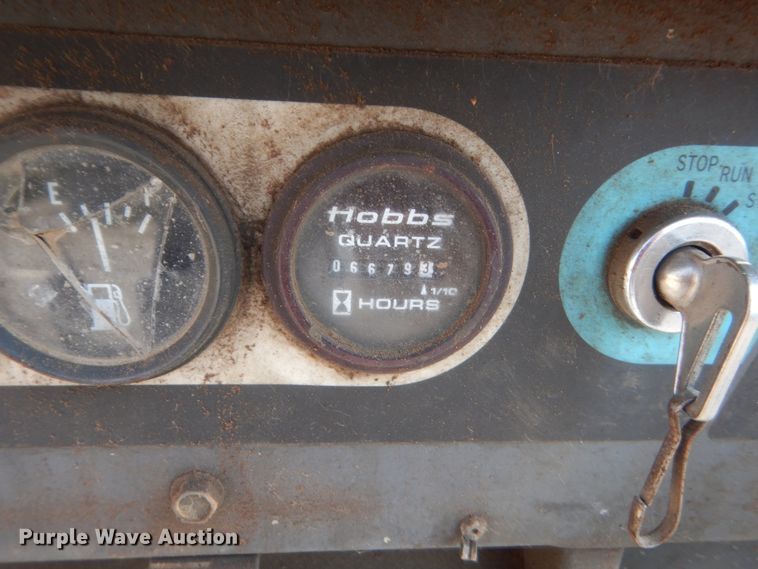 E
F
Hobbs
QUARTZ
066793
1/10
HOURS
STOP RUN S
Purple Wave Auction